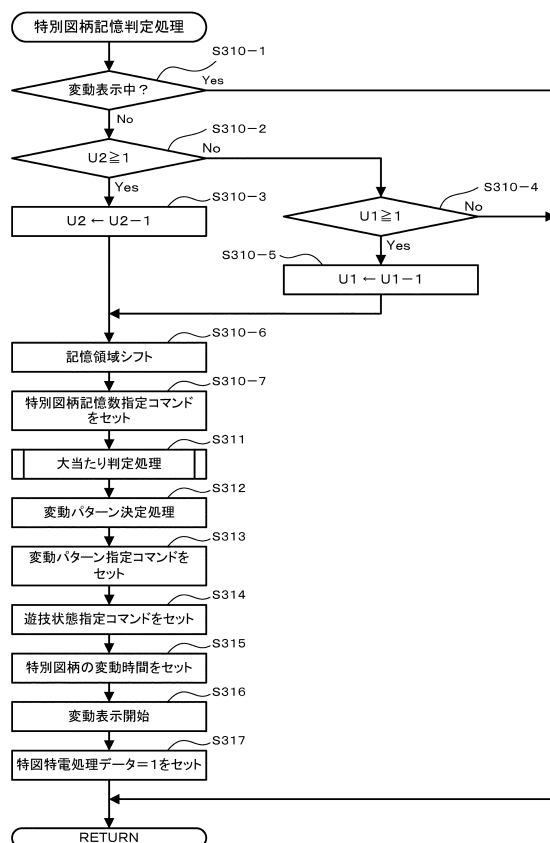 特別図柄記憶判定処理
S310-1
変動表示中？
Yes
No
S310-2
U2≧1
No
Yes
S310-3
U2 ← U2-1
S310-4
U1≧1
No
Yes
S310-5
U1 ← U1-1
S310-6
記憶領域シフト
S310-7
特別図柄記憶数指定コマンド
をセット
S311
大当たり判定処理
S312
変動パターン決定処理
S313
変動パターン指定コマンドを
セット
S314
遊技状態指定コマンドをセット
S315
特別図柄の変動時間をセット
S316
変動表示開始
S317
特図特電処理データ＝1をセット
RETURN